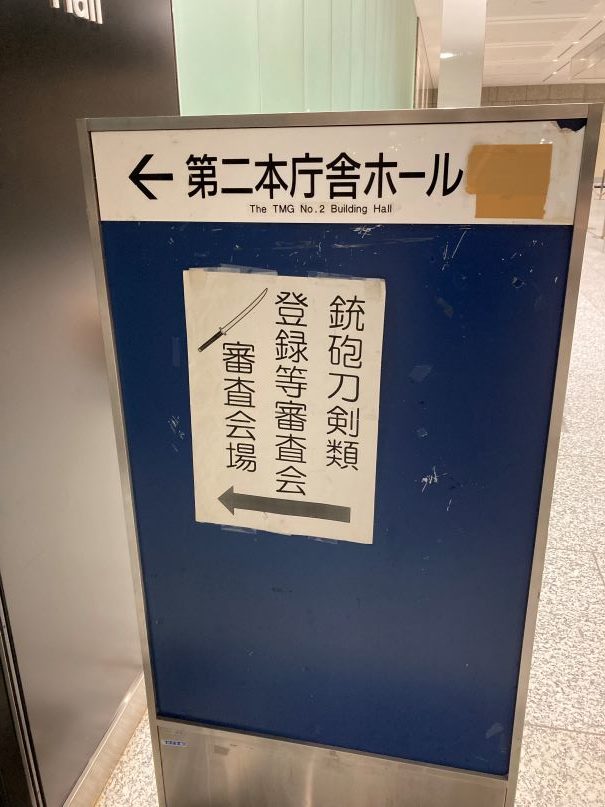 Hall
← 第二本庁舎ホール
The TMG No.2 Building Hall
銃砲刀剣類
登録等審査会
審査会場